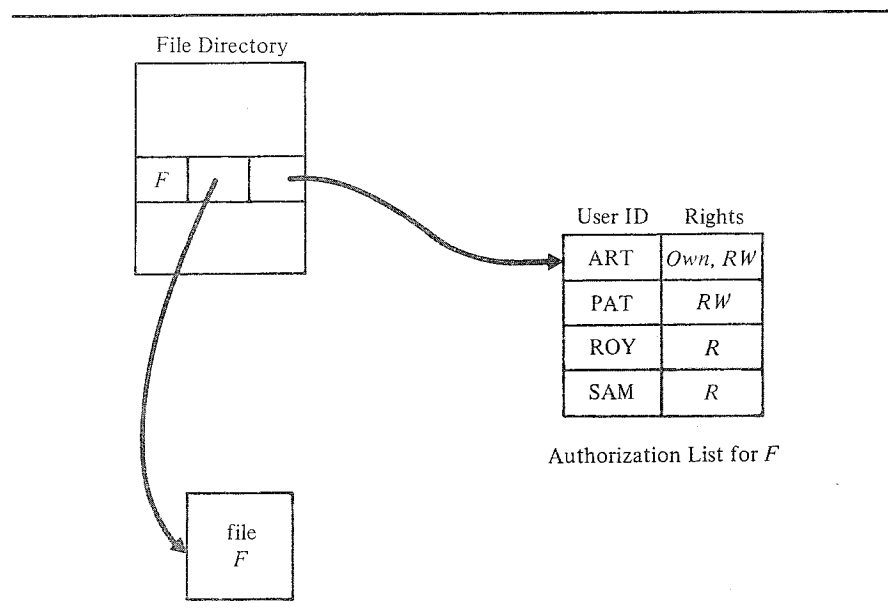 File Directory
F
User ID Rights
ART Own, RW
PAT RW
ROY R
SAM R
Authorization List for F
file
F